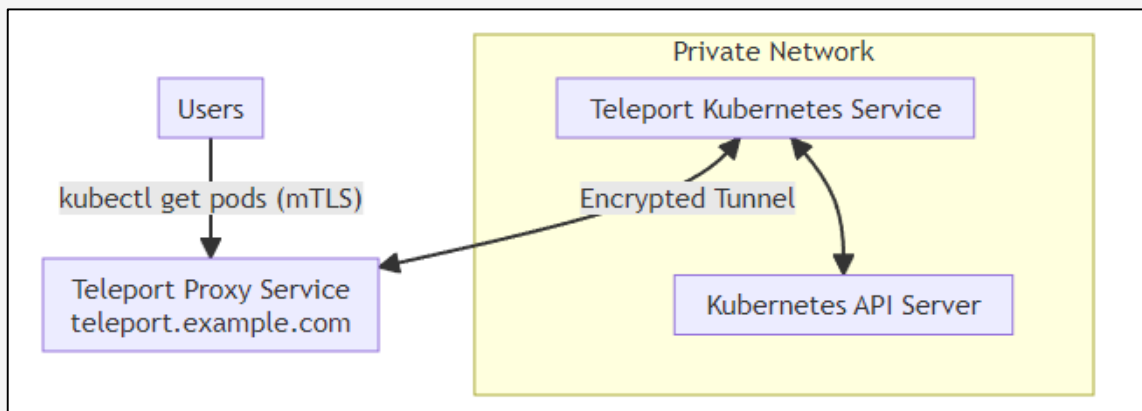 Private Network
Users
Teleport Kubernetes Service
kubectl get pods (mTLS)
Encrypted Tunnel
Teleport Proxy Service
teleport.example.com
Kubernetes API Server